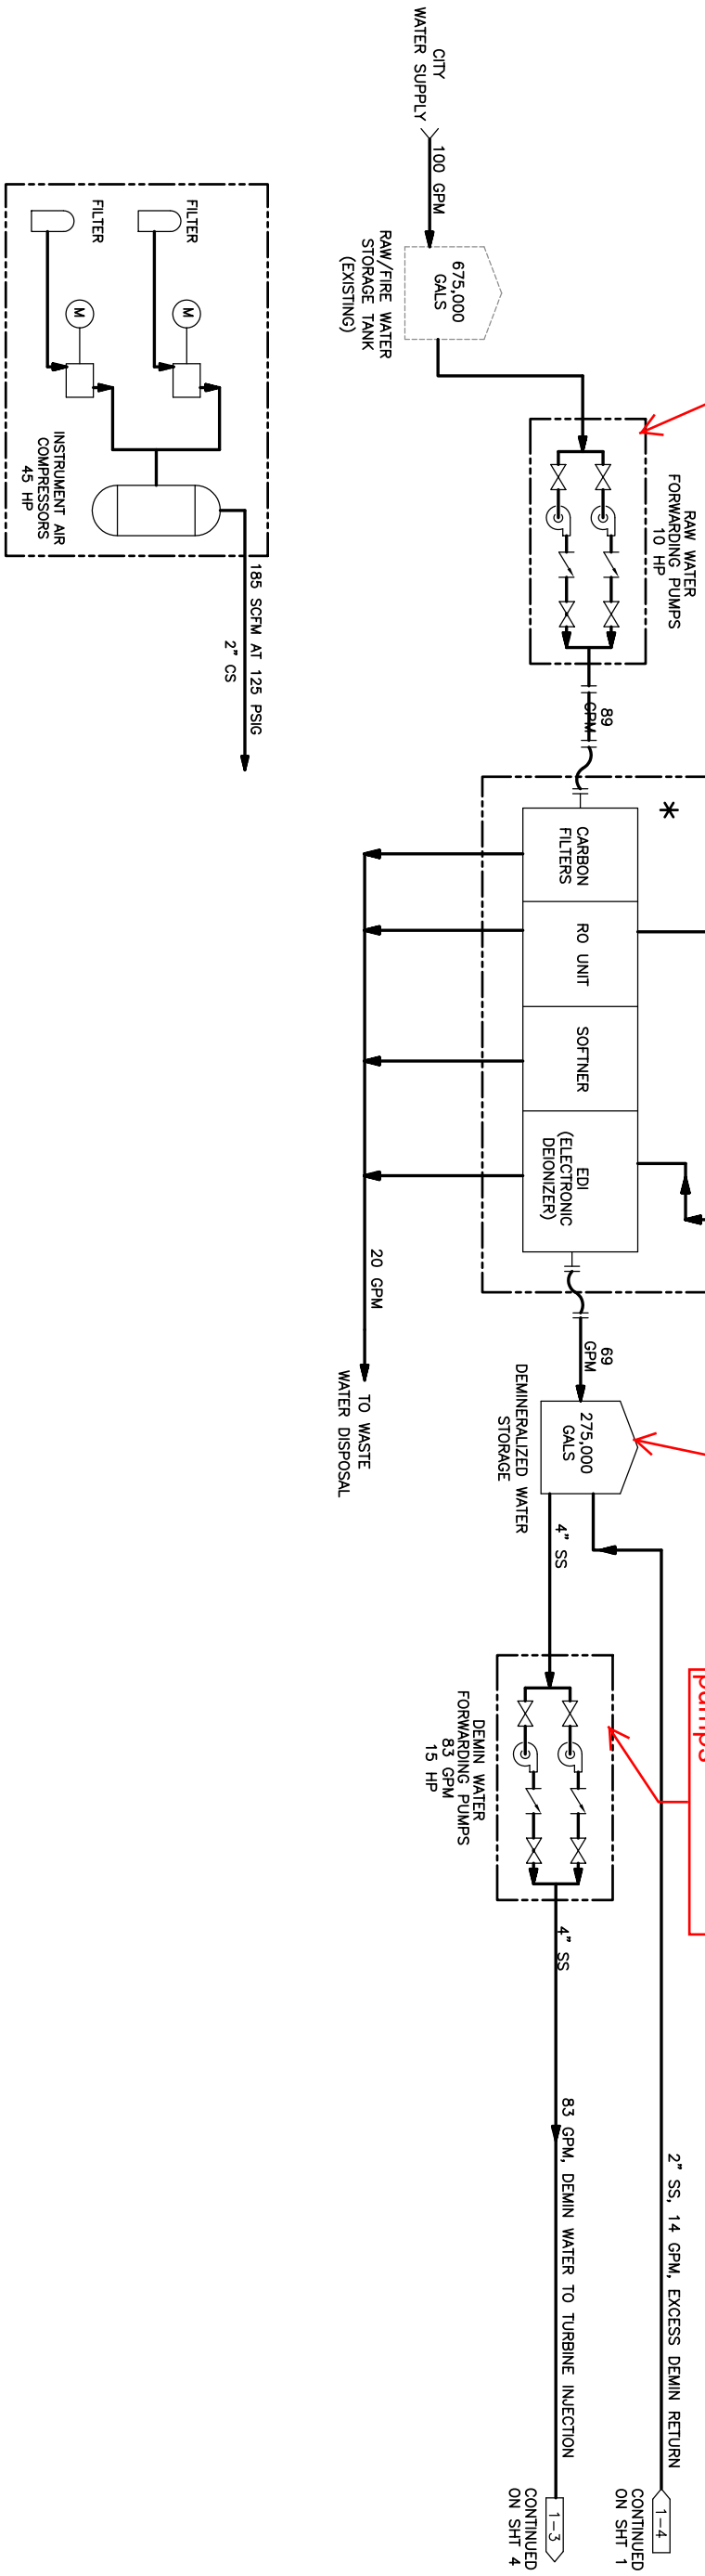 CITY
WATER SUPPLY
100 GPM
675,000
GALS
RAW/FIRE WATER
STORAGE TANK
(EXISTING)
RAW WATER
FORWARDING PUMPS
10 HP
89
GPM
*
CARBON
FILTERS
RO UNIT
SOFTNER
EDI
(ELECTRONIC
DEIONIZER)
20 GPM
TO WASTE
WATER DISPOSAL
69
GPM
275,000
GALS
DEMINERALIZED WATER
STORAGE
4" SS
pumps
DEMIN WATER
FORWARDING PUMPS
83 GPM
15 HP
4" SS
2" SS, 14 GPM, EXCESS DEMIN RETURN
83 GPM, DEMIN WATER TO TURBINE INJECTION
1-4
CONTINUED
ON SHT 1
1-3
CONTINUED
ON SHT 4
FILTER
FILTER
M
M
INSTRUMENT AIR
COMPRESSORS
45 HP
185 SCFM AT 125 PSIG
2" CS